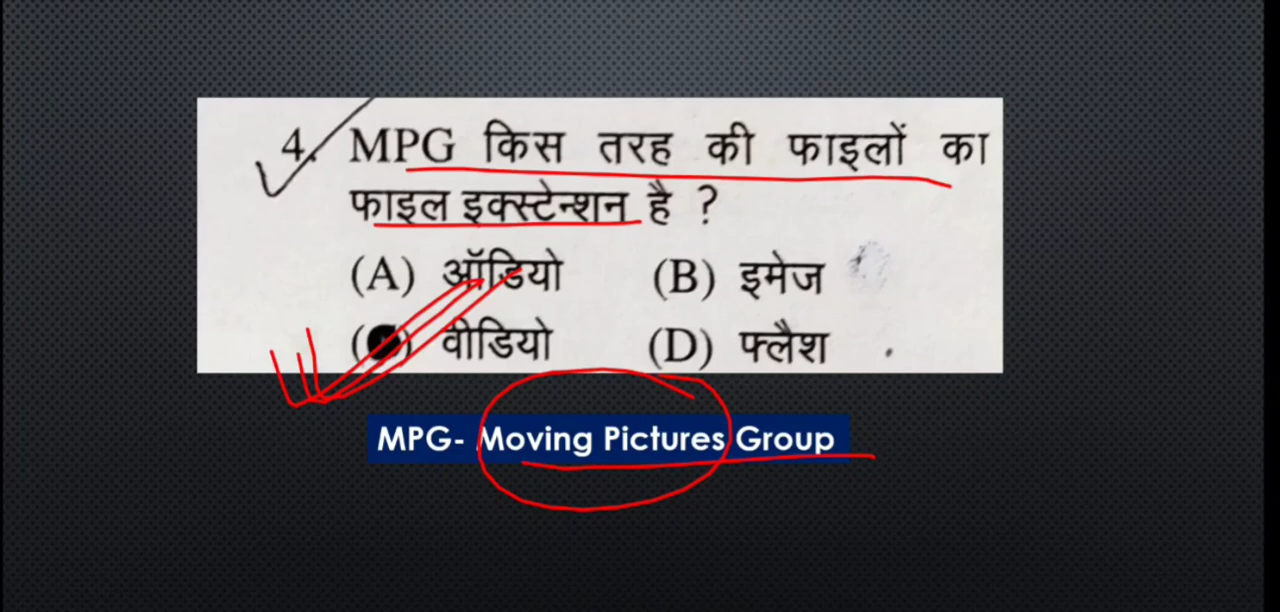 4. MPG किस तरह की फाइलों का
फाइल इक्स्टेन्शन है ?
(A) ऑडियो (B) इमेज
( ) वीडियो (D) फ्लैश
MPG- Moving Pictures Group